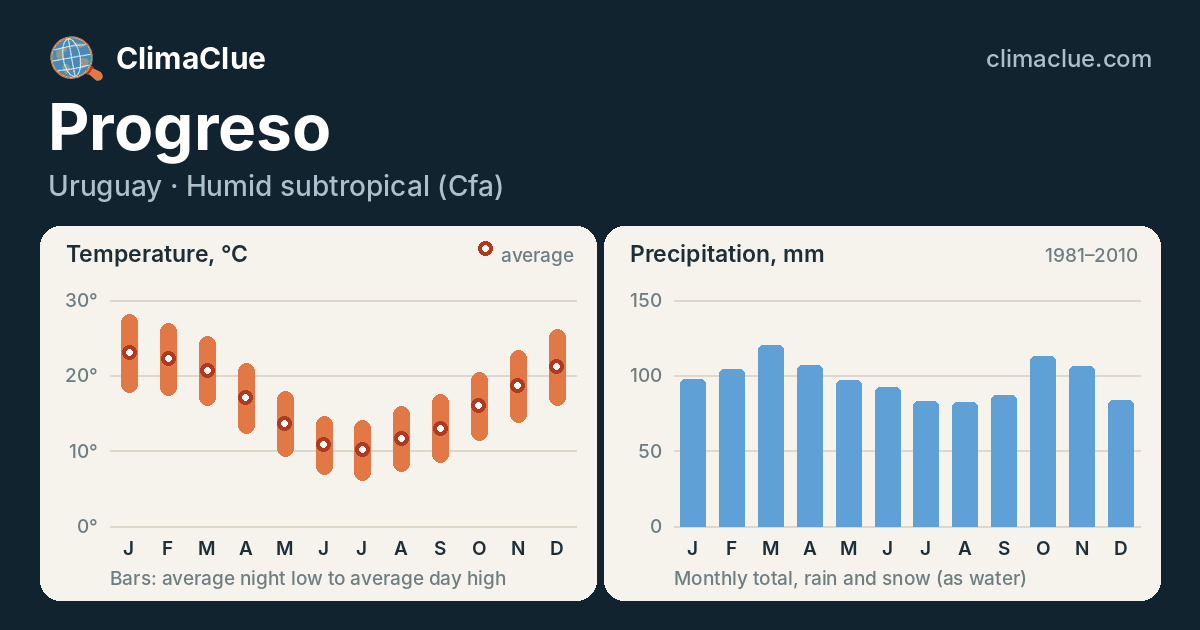 ClimaClue
climaclue.com
Progreso
Uruguay · Humid subtropical (Cfa)
Temperature, °C
average
30°
20°
10°
0°
J F M A M J J A S O N D
Bars: average night low to average day high
Precipitation, mm
1981–2010
150
100
50
0
J F M A M J J A S O N D
Monthly total, rain and snow (as water)